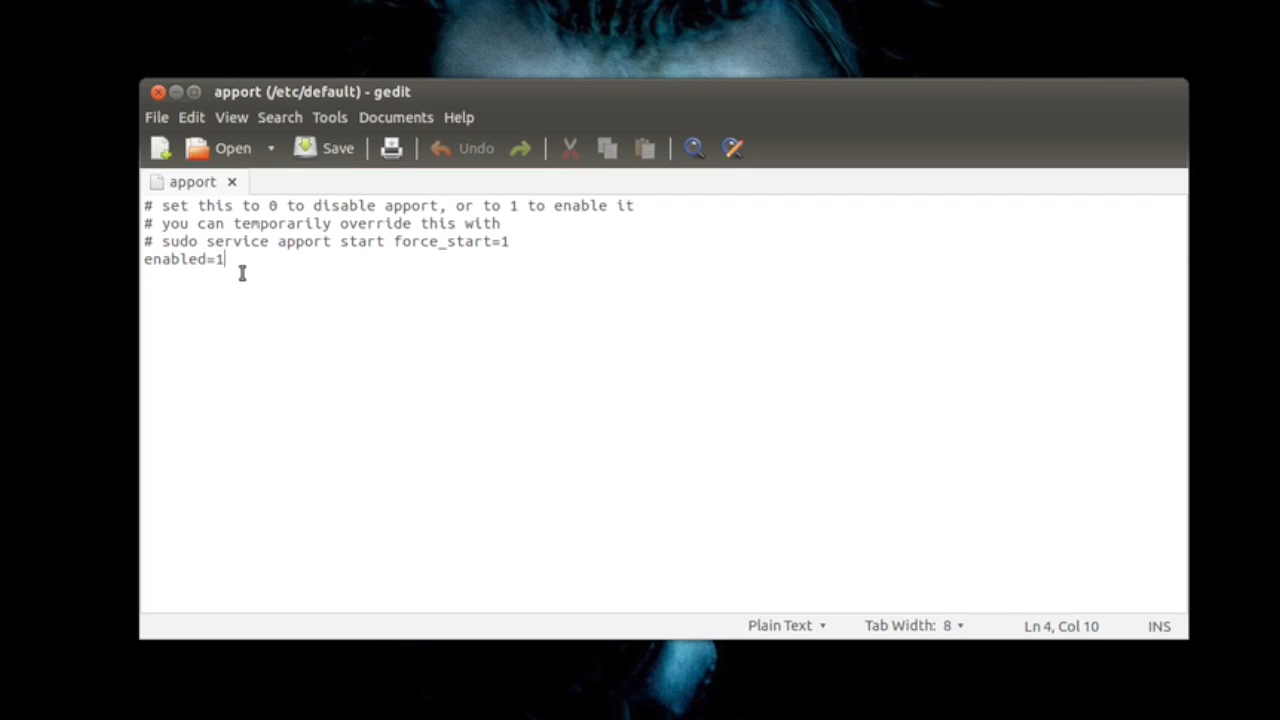 apport (/etc/default) - gedit
File Edit View Search Tools Documents Help
Open Save Undo
apport
# set this to 0 to disable apport, or to 1 to enable it
# you can temporarily override this with
# sudo service apport start force_start=1
enabled=1
Plain Text Tab Width: 8 Ln 4, Col 10 INS